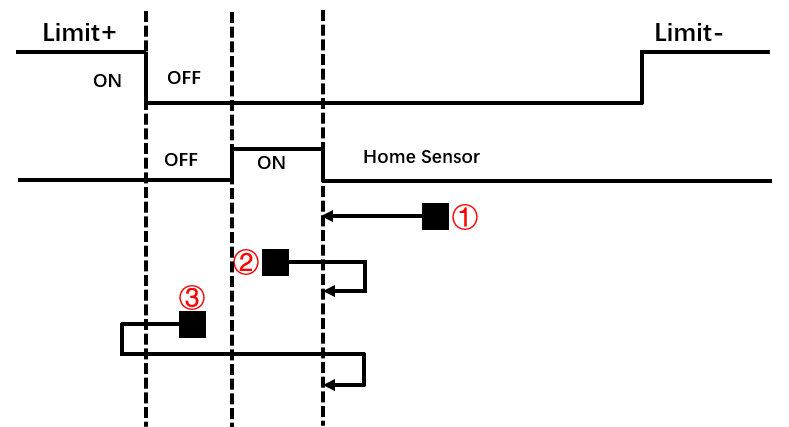 Limit+
Limit-
ON
OFF
OFF
ON
Home Sensor
①
②
③